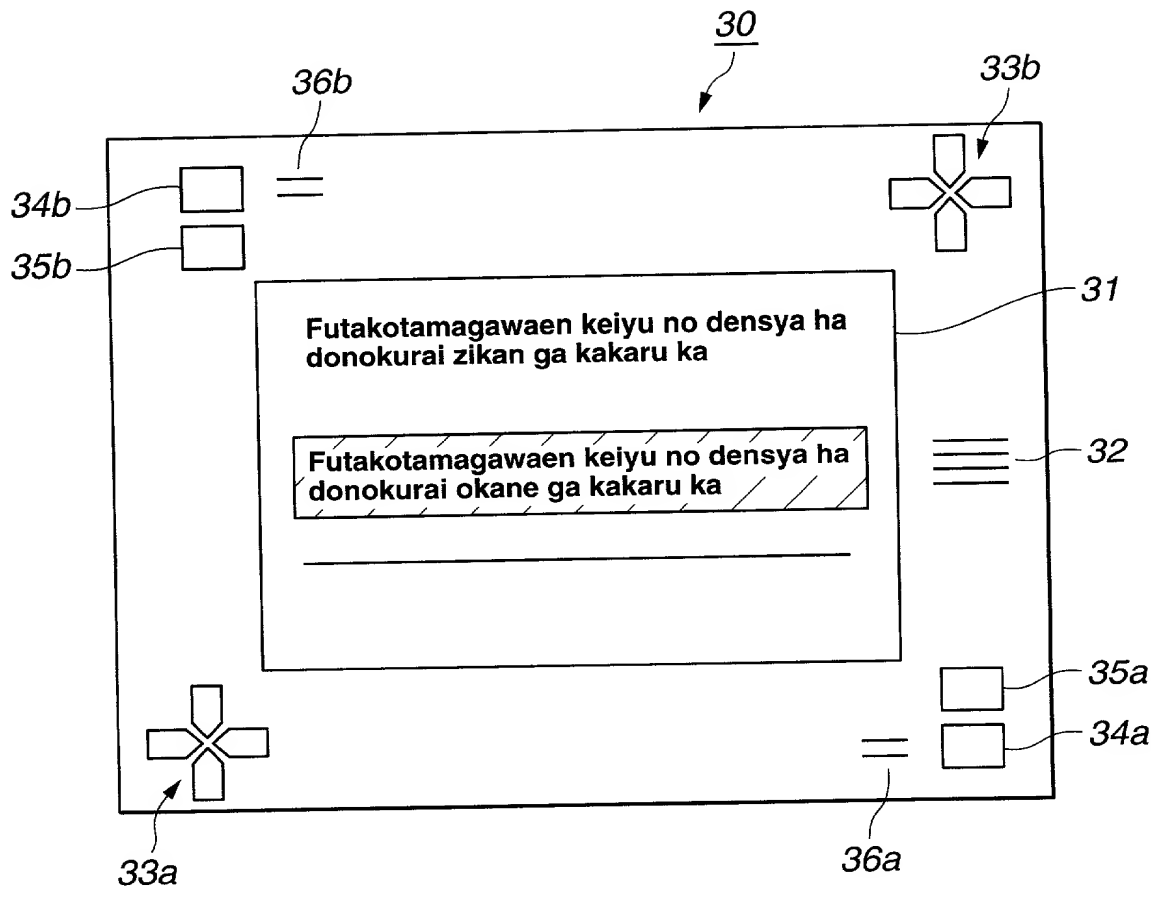 30
36b
33b
34b
35b
31
Futakotamagawaen keiyu no densya ha
donokurai zikan ga kakaru ka
32
Futakotamagawaen keiyu no densya ha
donokurai okane ga kakaru ka
35a
34a
33a
36a